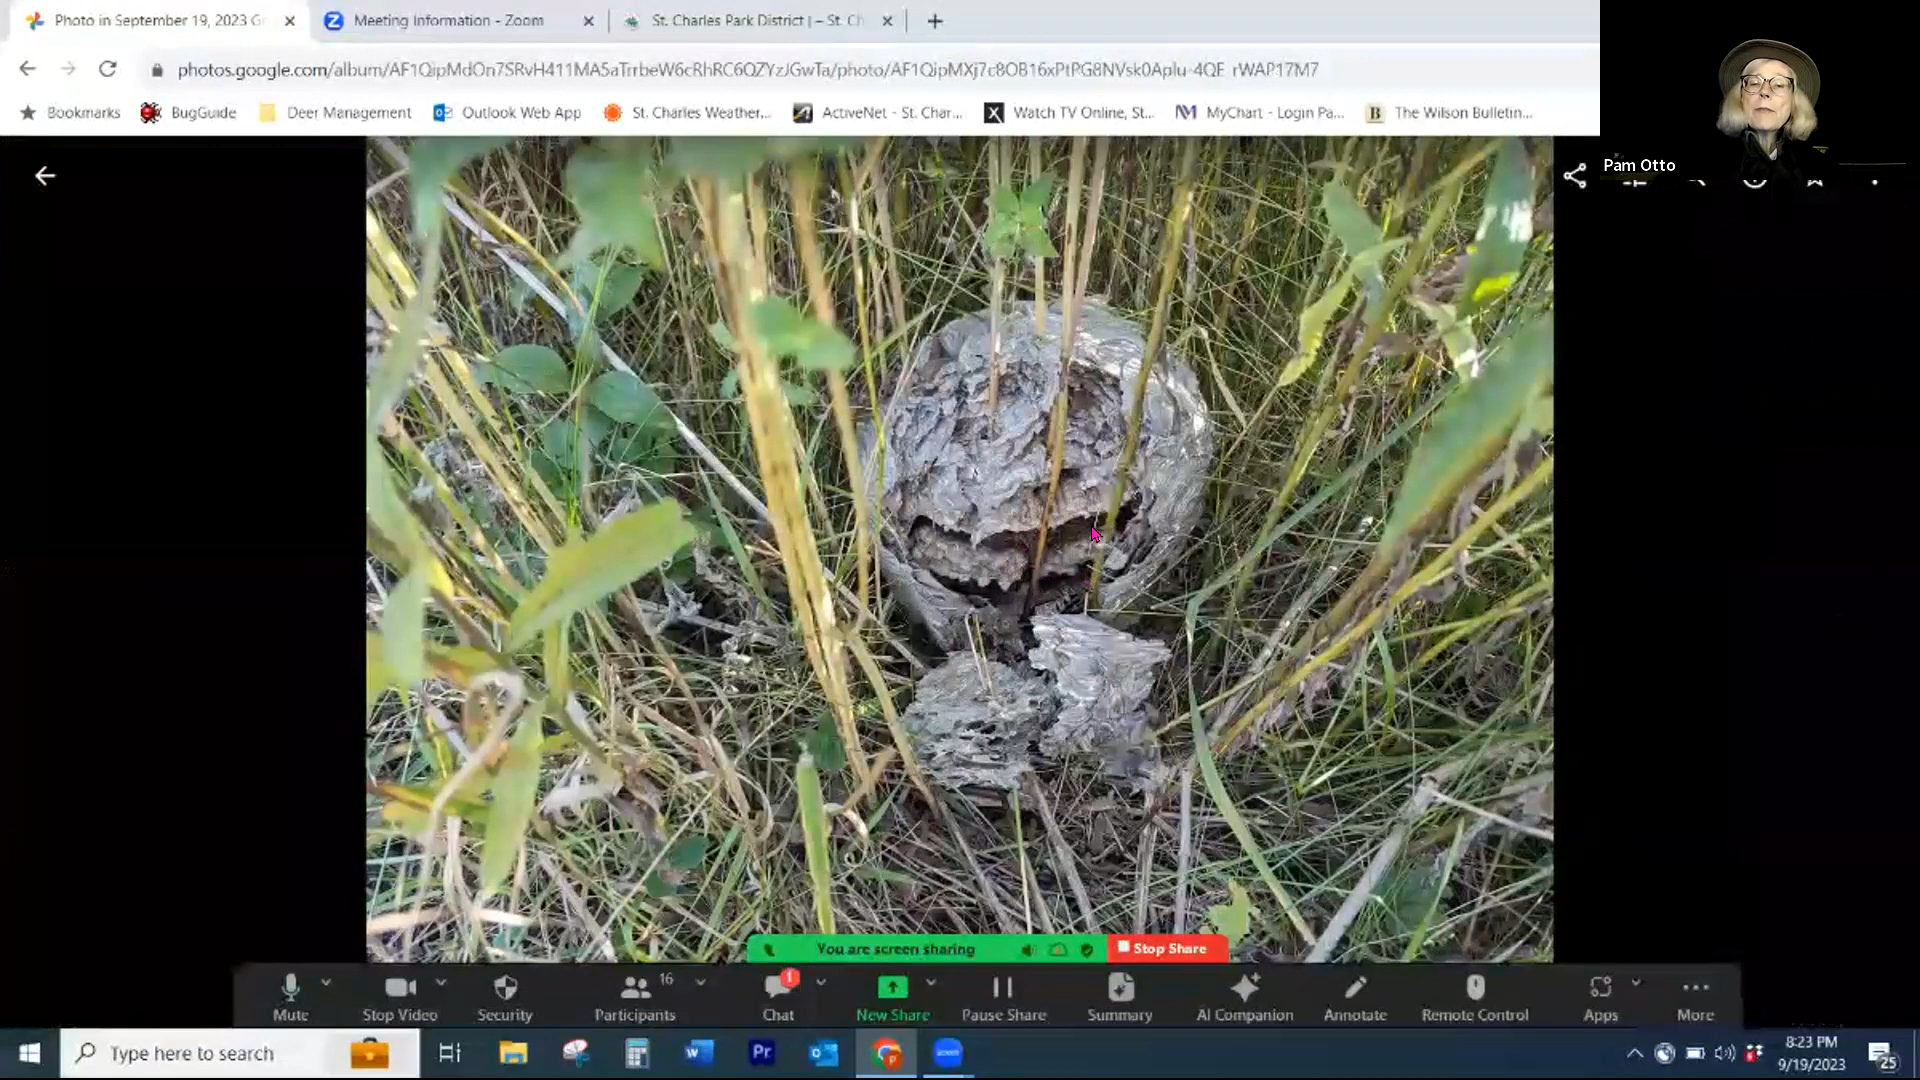 Photo in September 19, 2023 Gr
Meeting Information - Zoom
St. Charles Park District | – St. Ch
photos.google.com/album/AF1QipMdOn7SRvH411MA5aTrrbeW6cRhRC6QZYzJGwTa/photo/AF1QipMXj7c8OB16xPtPG8NVsk0Aplu-4QE_rWAP17M7
Bookmarks
BugGuide
Deer Management
Outlook Web App
St. Charles Weather...
ActiveNet - St. Char...
Watch TV Online, St...
MyChart - Login Pa...
The Wilson Bulletin...
Pam Otto
You are screen sharing
Stop Share
Mute
Stop Video
Security
Participants
16
Chat
1
New Share
Pause Share
Summary
AI Companion
Annotate
Remote Control
Apps
More
Type here to search
8:23 PM
9/19/2023
25